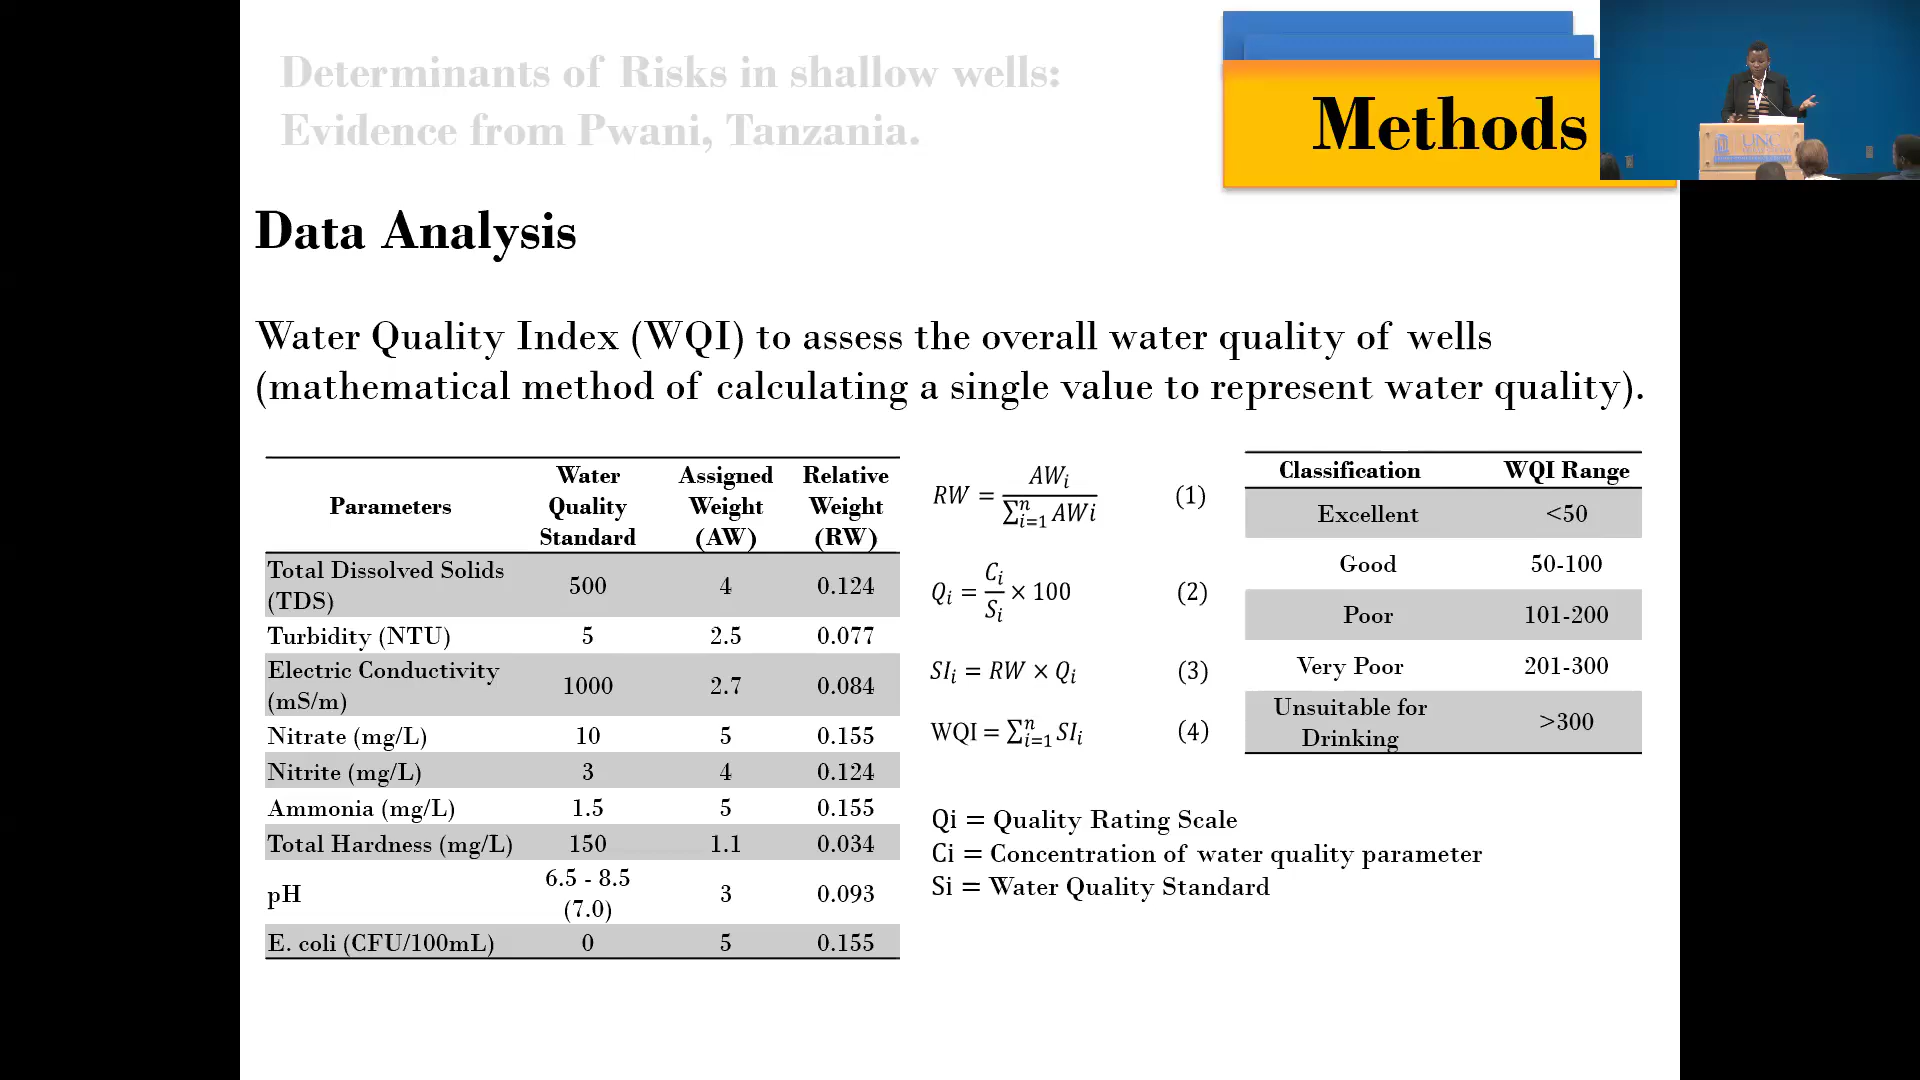 Determinants of Risks in shallow wells:
Evidence from Pwani, Tanzania.
Methods
UNC
Data Analysis
Water Quality Index (WQI) to assess the overall water quality of wells
(mathematical method of calculating a single value to represent water quality).
Parameters Water Quality Standard Assigned Weight (AW) Relative Weight (RW)
Total Dissolved Solids (TDS) 500 4 0.124
Turbidity (NTU) 5 2.5 0.077
Electric Conductivity (mS/m) 1000 2.7 0.084
Nitrate (mg/L) 10 5 0.155
Nitrite (mg/L) 3 4 0.124
Ammonia (mg/L) 1.5 5 0.155
Total Hardness (mg/L) 150 1.1 0.034
pH 6.5 - 8.5 (7.0) 3 0.093
E. coli (CFU/100mL) 0 5 0.155
RW = AWᵢ / ∑ⁿᵢ₌₁ AWi (1)
Qᵢ = Cᵢ / Sᵢ × 100 (2)
SIᵢ = RW × Qᵢ (3)
WQI = ∑ⁿᵢ₌₁ SIᵢ (4)
Classification WQI Range
Excellent <50
Good 50-100
Poor 101-200
Very Poor 201-300
Unsuitable for Drinking >300
Qi = Quality Rating Scale
Ci = Concentration of water quality parameter
Si = Water Quality Standard